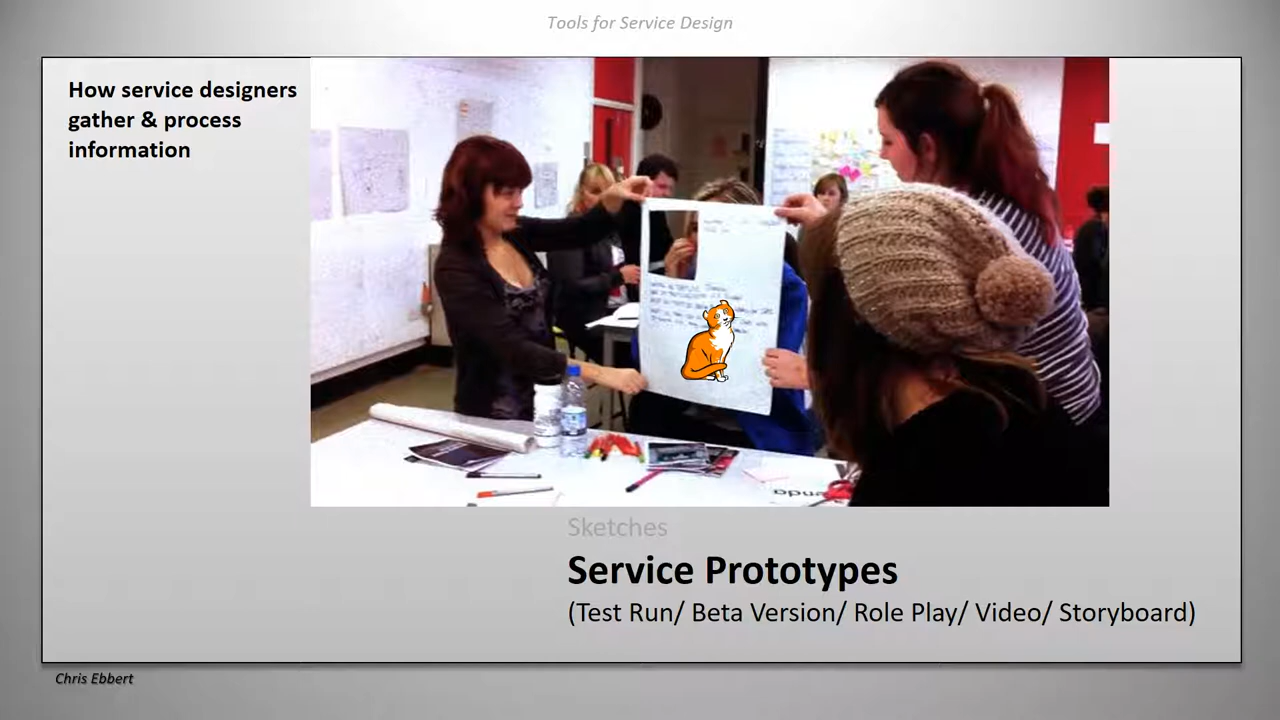 Tools for Service Design
How service designers
gather & process
information
Sketches
Service Prototypes
(Test Run/ Beta Version/ Role Play/ Video/ Storyboard)
Chris Ebbert